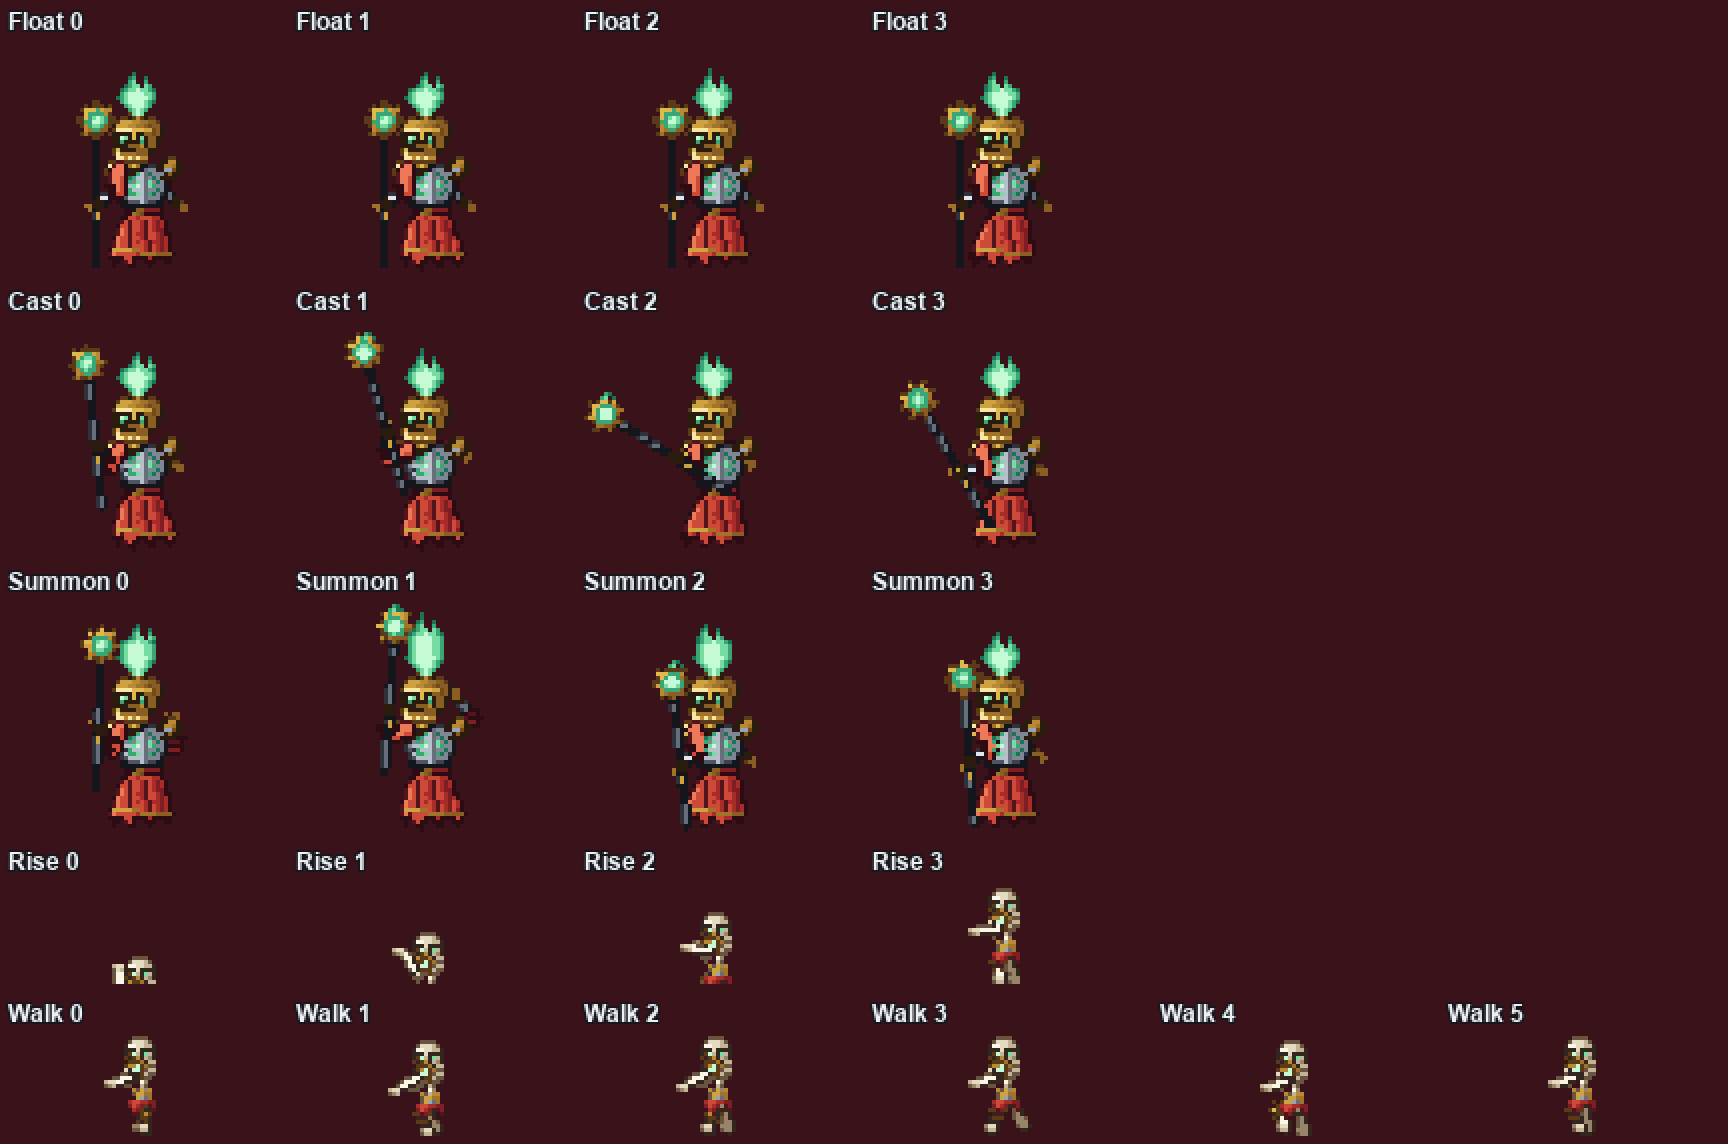 Float 0 Float 1 Float 2 Float 3
Cast 0 Cast 1 Cast 2 Cast 3
Summon 0 Summon 1 Summon 2 Summon 3
Rise 0 Rise 1 Rise 2 Rise 3
Walk 0 Walk 1 Walk 2 Walk 3 Walk 4 Walk 5